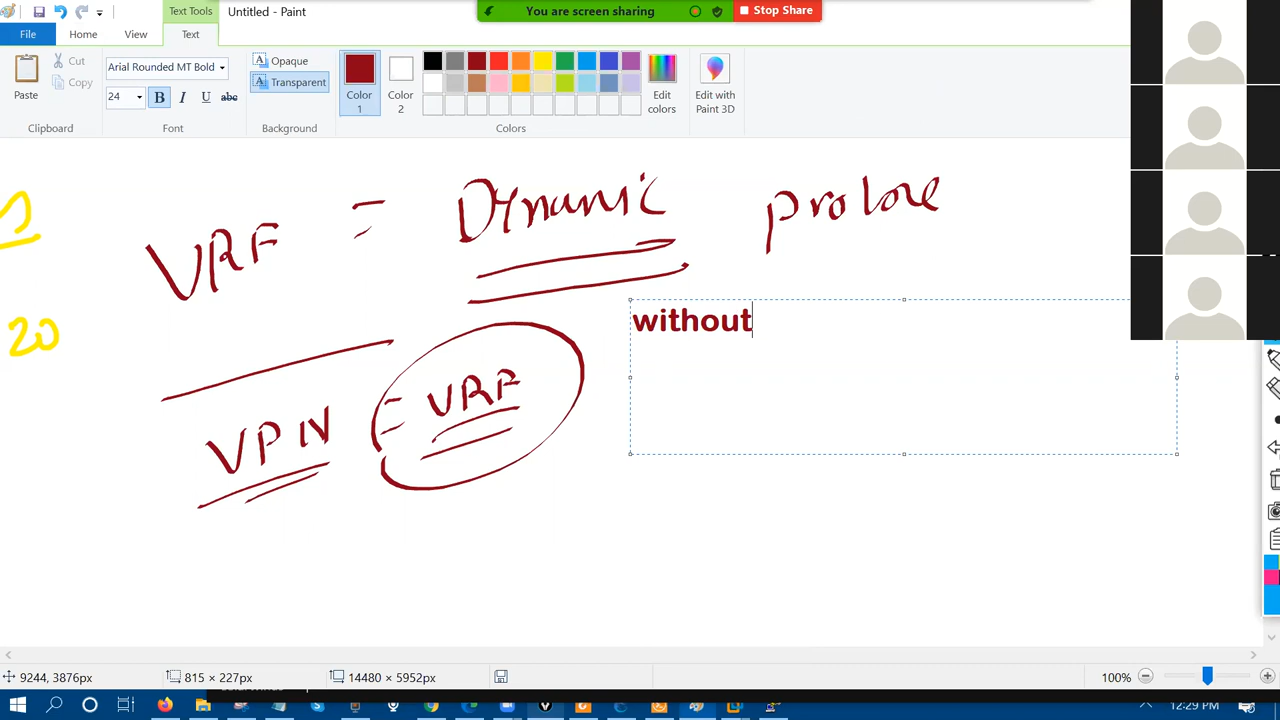 Untitled - Paint
Text Tools
You are screen sharing
Stop Share
File
Home
View
Text
Paste
Cut
Copy
Clipboard
Arial Rounded MT Bold
24
B I U abc
Font
Opaque
Transparent
Background
Color 1
Color 2
Edit colors
Edit with Paint 3D
Colors
VRF = Dynamic
20
without
VPN = VRF
9244, 3876px
815 × 227px
14480 × 5952px
100%
12:29 PM